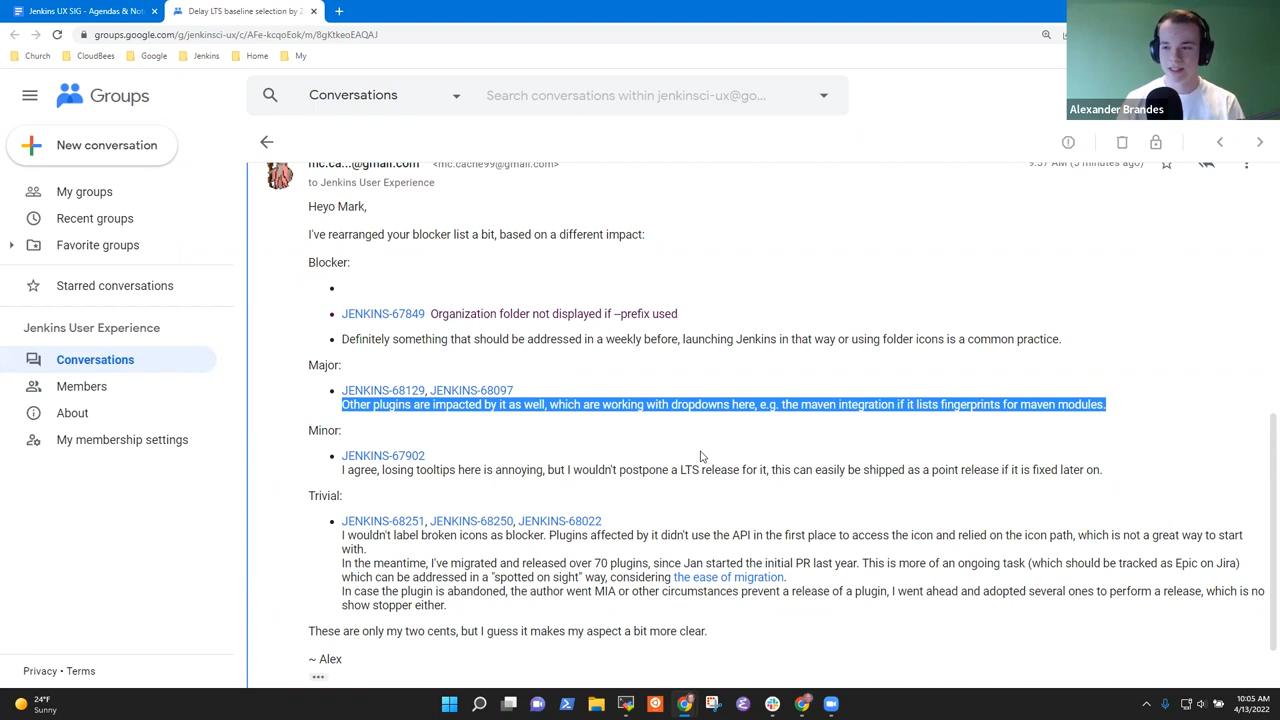 Jenkins UX SIG - Agendas & Not
Delay LTS baseline selection by 2
groups.google.com/g/jenkinsci-ux/c/AFe-kcqoEok/m/8gKtkeoEAQAJ
Church
CloudBees
Google
Jenkins
Home
My
Alexander Brandes
Groups
Conversations
Search conversations within jenkinsci-ux@go...
New conversation
My groups
Recent groups
Favorite groups
Starred conversations
Jenkins User Experience
Conversations
Members
About
My membership settings
Privacy • Terms
mc.ca...@gmail.com <mc.cache99@gmail.com>
9:57 AM (5 minutes ago)
to Jenkins User Experience
Heyo Mark,
I've rearranged your blocker list a bit, based on a different impact:
Blocker:
JENKINS-67849 Organization folder not displayed if --prefix used
Definitely something that should be addressed in a weekly before, launching Jenkins in that way or using folder icons is a common practice.
Major:
JENKINS-68129, JENKINS-68097
Other plugins are impacted by it as well, which are working with dropdowns here, e.g. the maven integration if it lists fingerprints for maven modules.
Minor:
JENKINS-67902
I agree, losing tooltips here is annoying, but I wouldn't postpone a LTS release for it, this can easily be shipped as a point release if it is fixed later on.
Trivial:
JENKINS-68251, JENKINS-68250, JENKINS-68022
I wouldn't label broken icons as blocker. Plugins affected by it didn't use the API in the first place to access the icon and relied on the icon path, which is not a great way to start
with.
In the meantime, I've migrated and released over 70 plugins, since Jan started the initial PR last year. This is more of an ongoing task (which should be tracked as Epic on Jira)
which can be addressed in a "spotted on sight" way, considering the ease of migration.
In case the plugin is abandoned, the author went MIA or other circumstances prevent a release of a plugin, I went ahead and adopted several ones to perform a release, which is no
show stopper either.
These are only my two cents, but I guess it makes my aspect a bit more clear.
~ Alex
24°F
Sunny
10:05 AM
4/13/2022